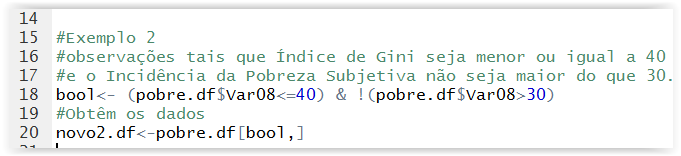 14
15 #Exemplo 2
16 #observações tais que Índice de Gini seja menor ou igual a 40
17 #e o Incidência da Pobreza Subjetiva não seja maior do que 30.
18 bool<- (pobre.df$Var08<=40) & !(pobre.df$Var08>30)
19 #Obtêm os dados
20 novo2.df<-pobre.df[bool,]